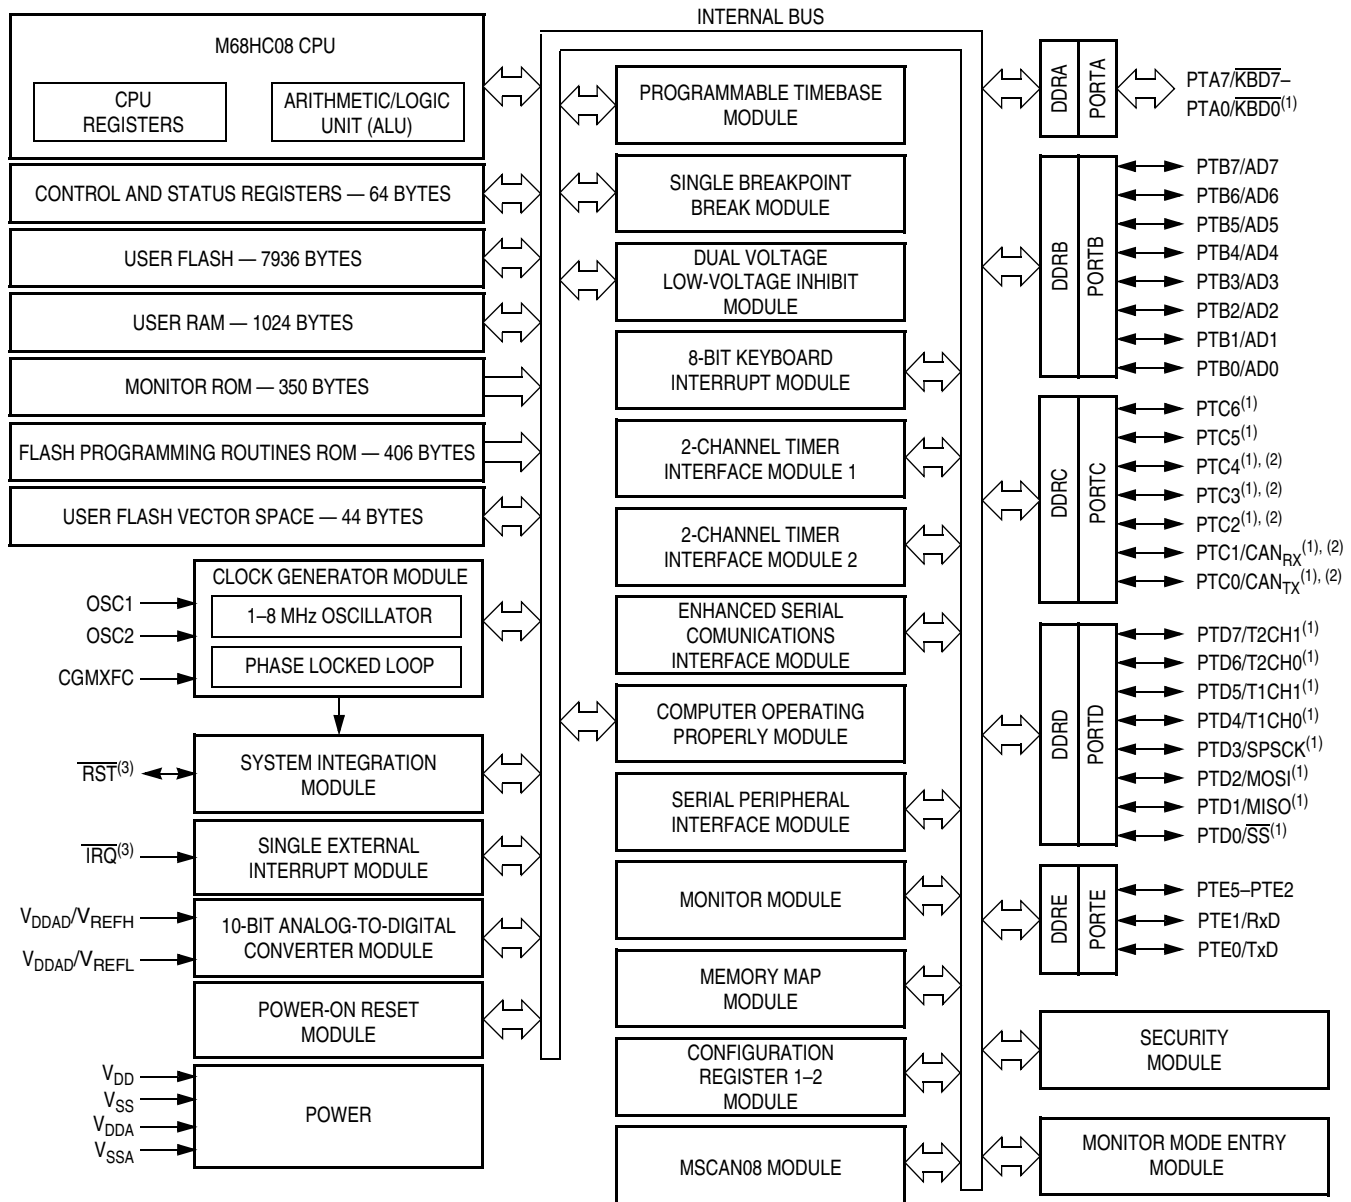 INTERNAL BUS
M68HC08 CPU
CPU
REGISTERS
ARITHMETIC/LOGIC
UNIT (ALU)
CONTROL AND STATUS REGISTERS — 64 BYTES
USER FLASH — 7936 BYTES
USER RAM — 1024 BYTES
MONITOR ROM — 350 BYTES
FLASH PROGRAMMING ROUTINES ROM — 406 BYTES
USER FLASH VECTOR SPACE — 44 BYTES
CLOCK GENERATOR MODULE
1–8 MHz OSCILLATOR
PHASE LOCKED LOOP
OSC1
OSC2
CGMXFC
SYSTEM INTEGRATION
MODULE
RST(3)
SINGLE EXTERNAL
INTERRUPT MODULE
IRQ(3)
10-BIT ANALOG-TO-DIGITAL
CONVERTER MODULE
VDDAD/VREFH
VDDAD/VREFL
POWER-ON RESET
MODULE
POWER
VDD
VSS
VDDA
VSSA
PROGRAMMABLE TIMEBASE
MODULE
SINGLE BREAKPOINT
BREAK MODULE
DUAL VOLTAGE
LOW-VOLTAGE INHIBIT
MODULE
8-BIT KEYBOARD
INTERRUPT MODULE
2-CHANNEL TIMER
INTERFACE MODULE 1
2-CHANNEL TIMER
INTERFACE MODULE 2
ENHANCED SERIAL
COMUNICATIONS
INTERFACE MODULE
COMPUTER OPERATING
PROPERLY MODULE
SERIAL PERIPHERAL
INTERFACE MODULE
MONITOR MODULE
MEMORY MAP
MODULE
CONFIGURATION
REGISTER 1–2
MODULE
MSCAN08 MODULE
DDRA
PORTA
PTA7/KBD7–
PTA0/KBD0(1)
DDRB
PORTB
PTB7/AD7
PTB6/AD6
PTB5/AD5
PTB4/AD4
PTB3/AD3
PTB2/AD2
PTB1/AD1
PTB0/AD0
DDRC
PORTC
PTC6(1)
PTC5(1)
PTC4(1), (2)
PTC3(1), (2)
PTC2(1), (2)
PTC1/CANRX(1), (2)
PTC0/CANTX(1), (2)
DDRD
PORTD
PTD7/T2CH1(1)
PTD6/T2CH0(1)
PTD5/T1CH1(1)
PTD4/T1CH0(1)
PTD3/SPSCK(1)
PTD2/MOSI(1)
PTD1/MISO(1)
PTD0/SS(1)
DDRE
PORTE
PTE5–PTE2
PTE1/RxD
PTE0/TxD
SECURITY
MODULE
MONITOR MODE ENTRY
MODULE